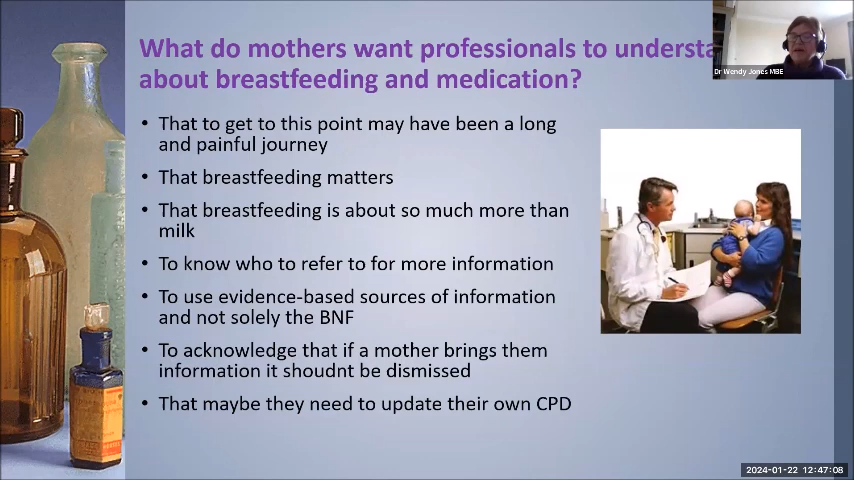 What do mothers want professionals to understa
about breastfeeding and medication?
Dr Wendy Jones MBE
• That to get to this point may have been a long
and painful journey
• That breastfeeding matters
• That breastfeeding is about so much more than
milk
• To know who to refer to for more information
• To use evidence-based sources of information
and not solely the BNF
• To acknowledge that if a mother brings them
information it shoudnt be dismissed
• That maybe they need to update their own CPD
2024-01-22 12:47:08